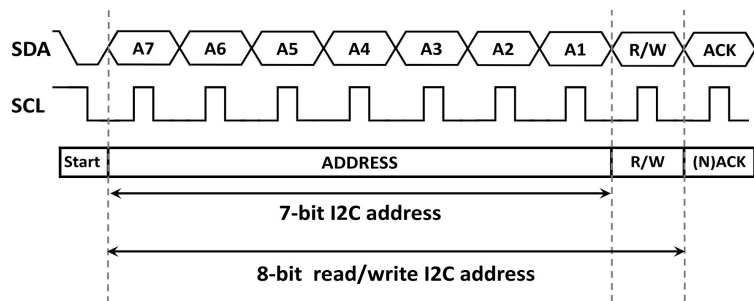 SDA A7 A6 A5 A4 A3 A2 A1 R/W ACK
SCL
Start ADDRESS R/W (N)ACK
7-bit I2C address
8-bit read/write I2C address